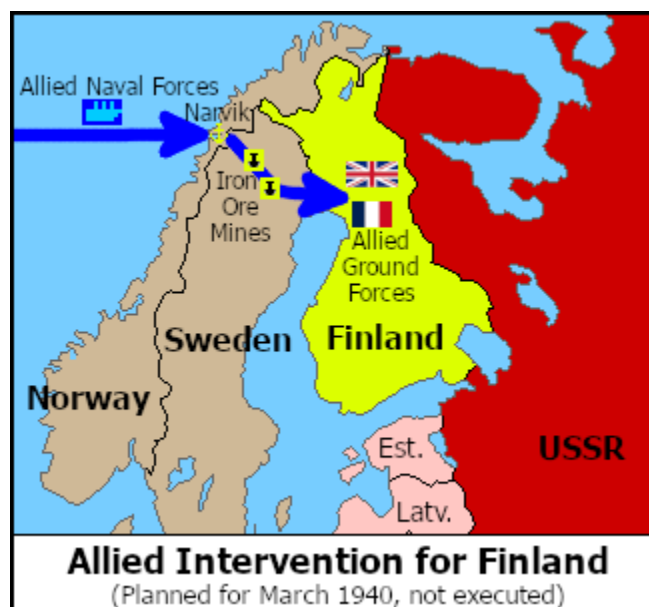 Allied Naval Forces
Narvik
Iron
Ore
Mines
Allied
Ground
Forces
Sweden
Finland
Norway
Est.
USSR
Latv.
Allied Intervention for Finland
(Planned for March 1940, not executed)